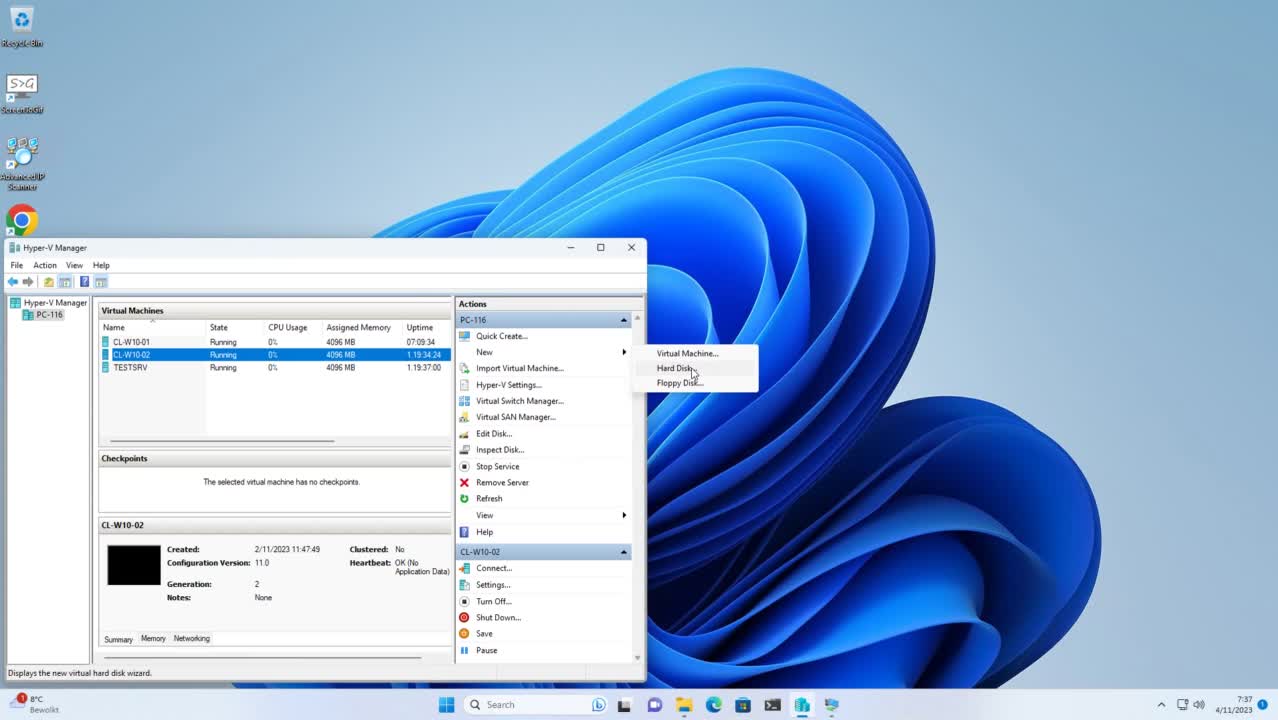 Recycle Bin
S>G
ScreenToGif
Advanced IP
Scanner
Hyper-V Manager
File Action View Help
Hyper-V Manager
PC-116
Virtual Machines
Name State CPU Usage Assigned Memory Uptime
CL-W10-01 Running 0% 4096 MB 07:09:34
CL-W10-02 Running 0% 4096 MB 1.19:34:24
TESTSRV Running 0% 4096 MB 1.19:37:00
Checkpoints
The selected virtual machine has no checkpoints.
CL-W10-02
Created: 2/11/2023 11:47:49 Clustered: No
Configuration Version: 11.0 Heartbeat: OK (No
Application Data)
Generation: 2
Notes: None
Summary Memory Networking
Actions
PC-116
Quick Create...
New
Import Virtual Machine...
Hyper-V Settings...
Virtual Switch Manager...
Virtual SAN Manager...
Edit Disk...
Inspect Disk...
Stop Service
Remove Server
Refresh
View
Help
CL-W10-02
Connect...
Settings...
Turn Off...
Shut Down...
Save
Pause
Virtual Machine...
Hard Disk...
Floppy Disk...
Displays the new virtual hard disk wizard.
1
8°C
Bewolkt
Search
7:37
4/11/2023
1